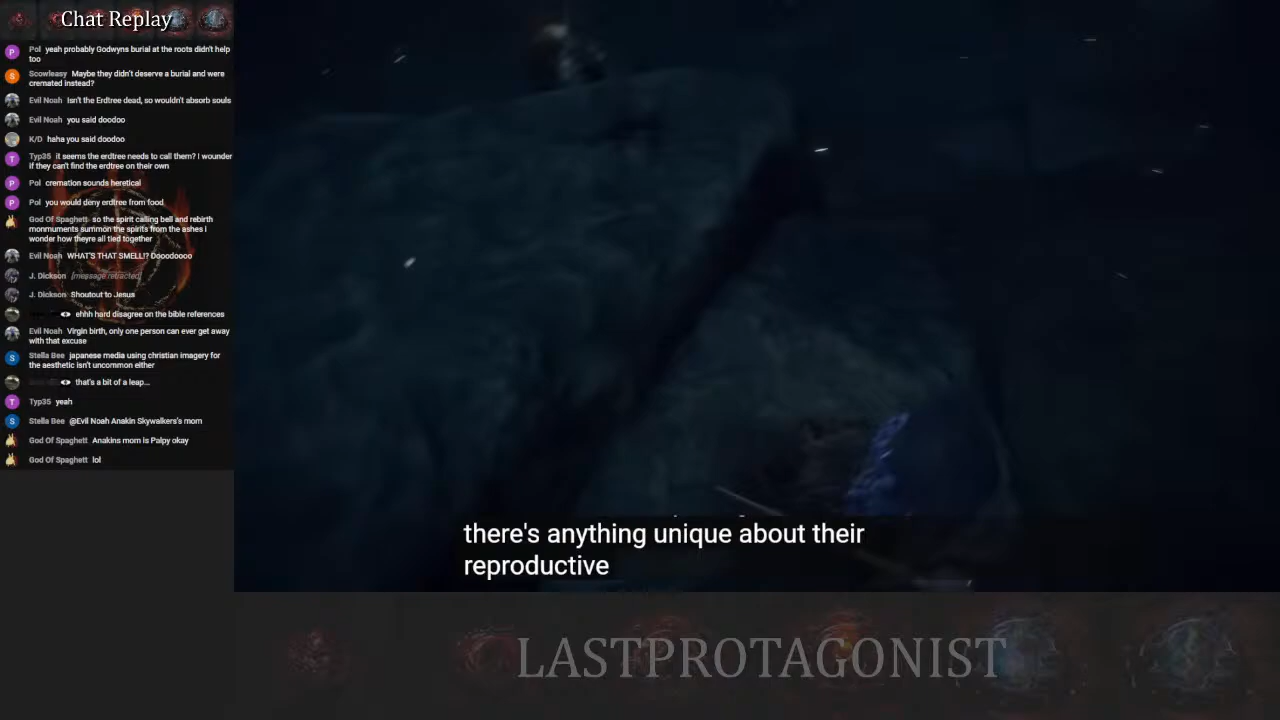 Chat Replay
Pol yeah probably Godwyns burial at the roots didn't help
too
Scowleasy Maybe they didn't deserve a burial and were
cremated instead?
Evil Noah Isn't the Erdtree dead, so wouldn't absorb souls
Evil Noah you said doodoo
K/D haha you said doodoo
Typ35 it seems the erdtree needs to call them? I wonder
if they can't find the erdtree on their own
Pol cremation sounds heretical
Pol you would deny erdtree from food
God Of Spaghett so the spirit calling bell and rebirth
monmuments summon the spirits from the ashes i
wonder how theyre all tied together
Evil Noah WHAT'S THAT SMELL!? Dooodoooo
J. Dickson [message retracted]
J. Dickson Shoutout to Jesus
ehhh hard disagree on the bible references
Evil Noah Virgin birth, only one person can ever get away
with that excuse
Stella Bee japanese media using christian imagery for
the aesthetic isn't uncommon either
that's a bit of a leap...
Typ35 yeah
Stella Bee @Evil Noah Anakin Skywalkers's mom
God Of Spaghett Anakins mom is Palpy okay
God Of Spaghett lol
there's anything unique about their
reproductive
LASTPROTAGONIST